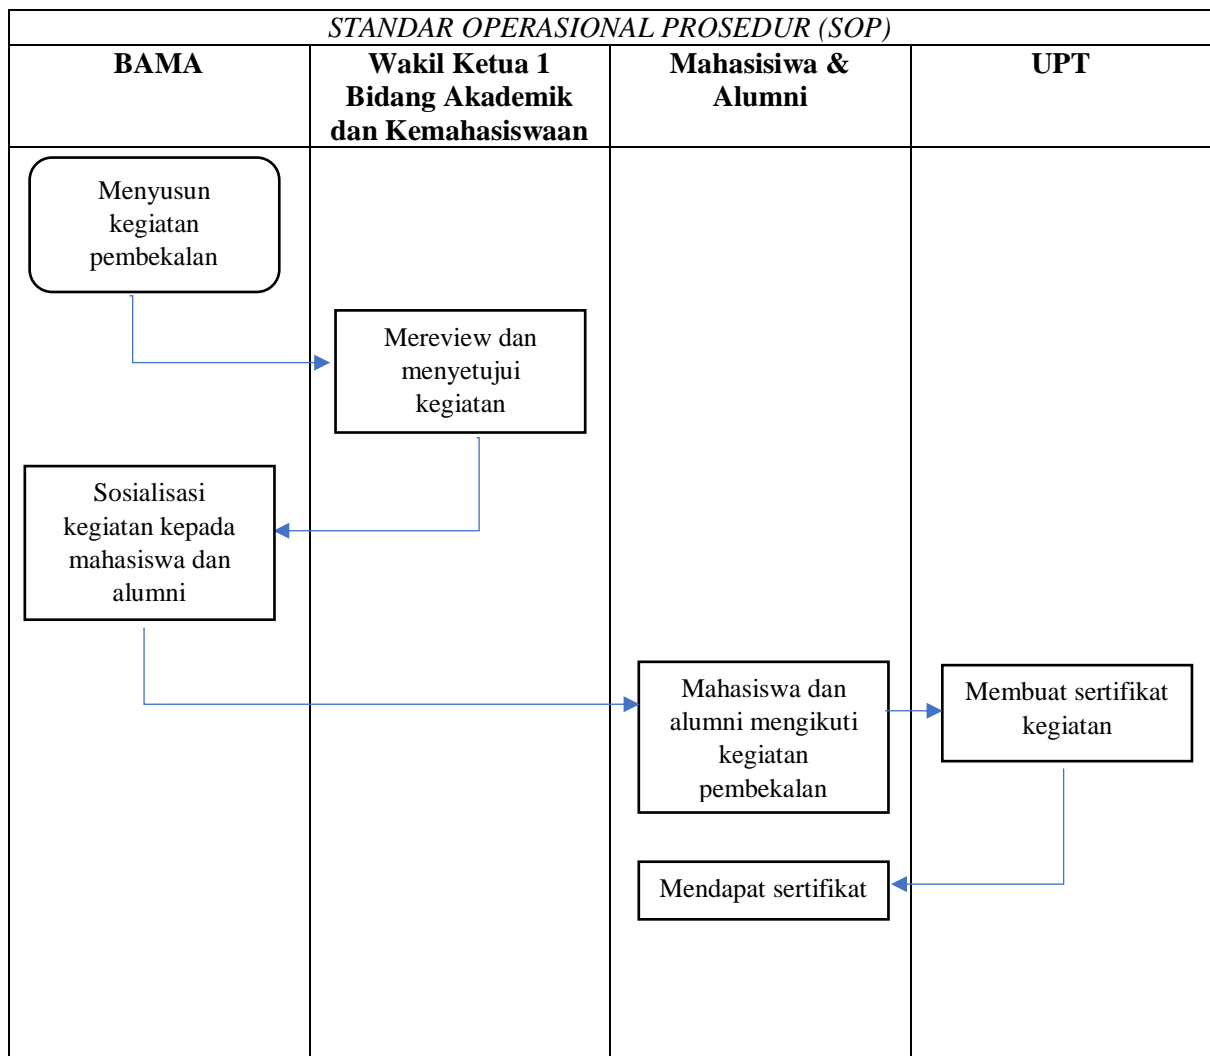 STANDAR OPERASIONAL PROSEDUR (SOP)
BAMA
Wakil Ketua 1
Bidang Akademik
dan Kemahasiswaan
Mahasisiwa &
Alumni
UPT
Menyusun
kegiatan
pembekalan
Mereview dan
menyetujui
kegiatan
Sosialisasi
kegiatan kepada
mahasiswa dan
alumni
Mahasiswa dan
alumni mengikuti
kegiatan
pembekalan
Membuat sertifikat
kegiatan
Mendapat sertifikat